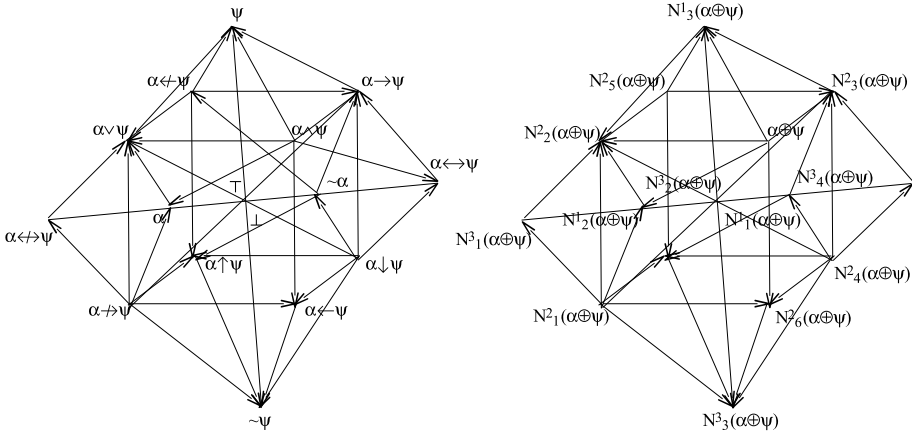 ψ
N¹₃(α⊕ψ)
α↚ψ
α→ψ
N²₅(α⊕ψ)
N²₃(α⊕ψ)
α∨ψ
α∧ψ
N²₂(α⊕ψ)
α⊕ψ
α↔ψ
⊤
~α
N³₂(α⊕ψ)
N³₄(α⊕ψ)
α
⊥
N¹₂(α⊕ψ)
N¹₁(α⊕ψ)
α↮ψ
N³₁(α⊕ψ)
α↑ψ
α↓ψ
N²₄(α⊕ψ)
α↛ψ
α←ψ
N²₁(α⊕ψ)
N²₆(α⊕ψ)
~ψ
N³₃(α⊕ψ)